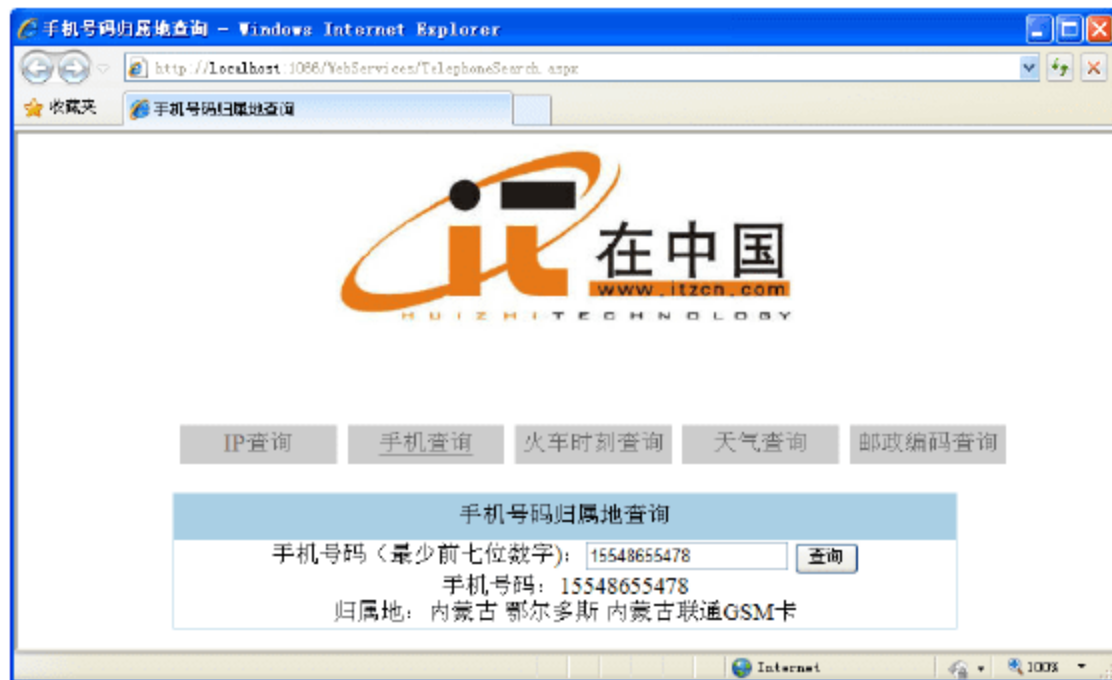 手机号码归属地查询 - Windows Internet Explorer
http://localhost:1066/WebServices/TelephoneSearch.aspx
收藏夹 手机号码归属地查询
it在中国
www.itzcn.com
HUIZHITECHNOLOGY
IP查询 手机查询 火车时刻查询 天气查询 邮政编码查询
手机号码归属地查询
手机号码（最少前七位数字）： 15548655478 查询
手机号码：15548655478
归属地：内蒙古 鄂尔多斯 内蒙古联通GSM卡
Internet 100%